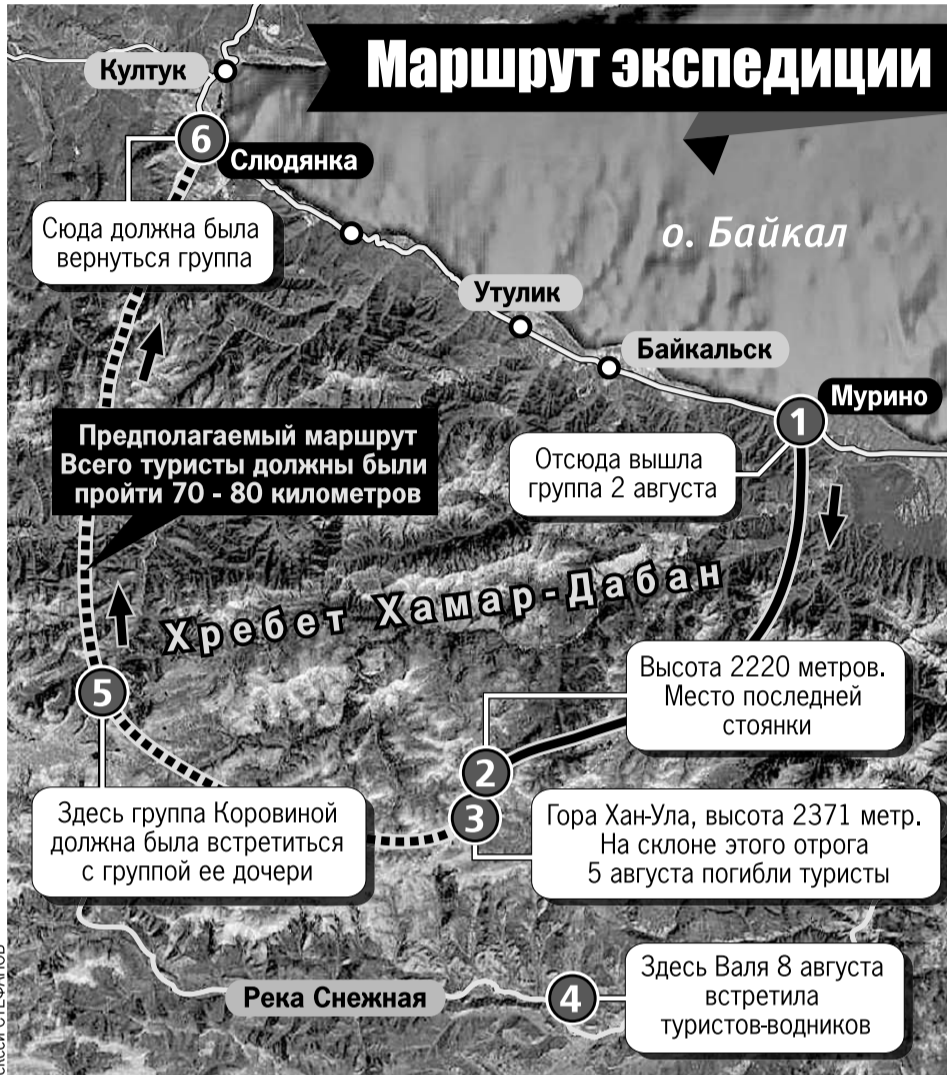 Маршрут экспедиции
Култук
6
Слюдянка
Сюда должна была
вернуться группа
о. Байкал
Утулик
Байкальск
Мурино
1
Отсюда вышла
группа 2 августа
Предполагаемый маршрут
Всего туристы должны были
пройти 70 - 80 километров
Хребет Хамар-Дабан
Высота 2220 метров.
Место последней
стоянки
5
2
3
Здесь группа Коровиной
должна была встретиться
с группой ее дочери
Гора Хан-Ула, высота 2371 метр.
На склоне этого отрога
5 августа погибли туристы
Река Снежная
4
Здесь Валя 8 августа
встретила
туристов-водников
СТЕФАНОВ